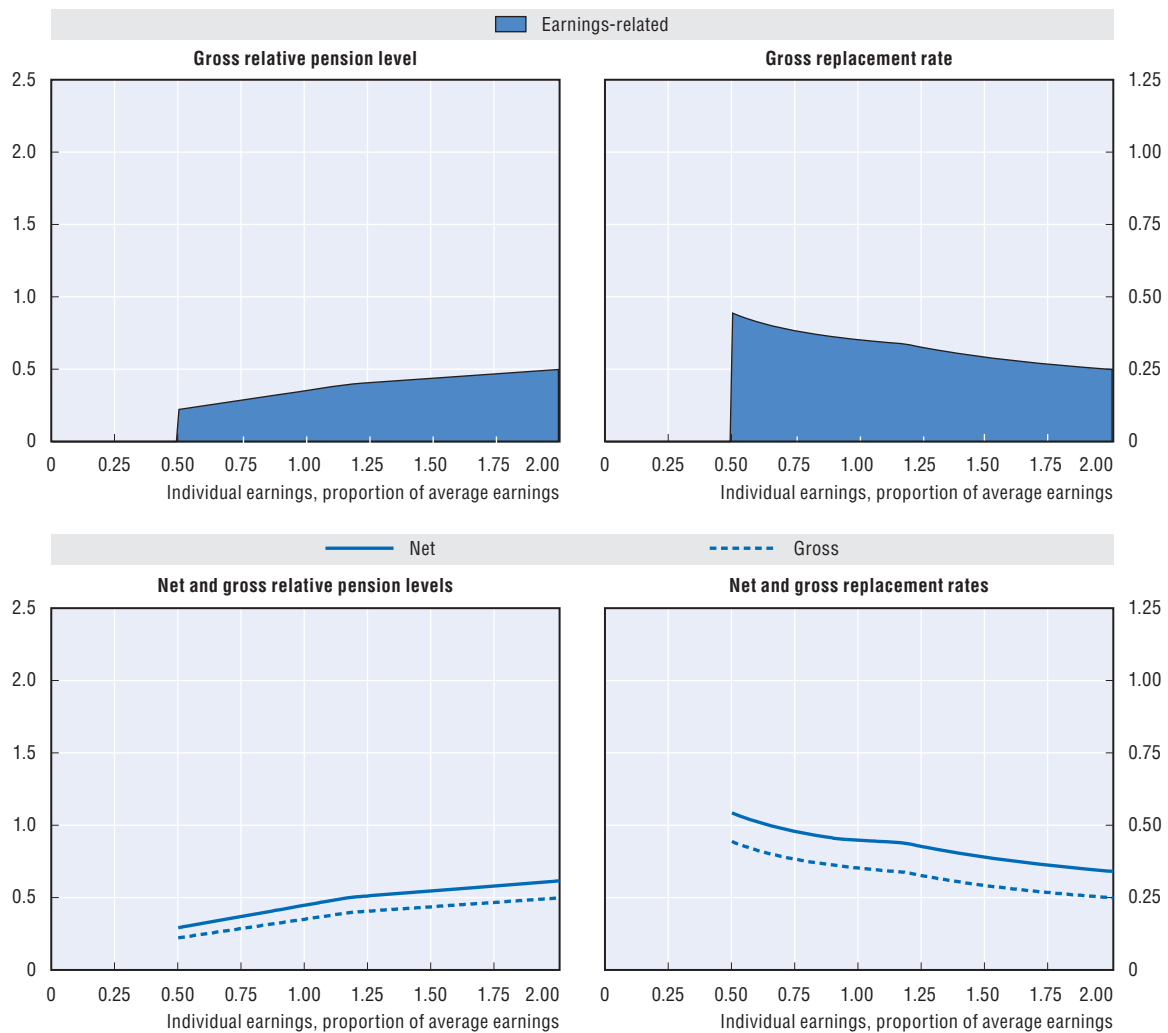 Earnings-related
Gross relative pension level
Gross replacement rate
2.5
2.0
1.5
1.0
0.5
0
1.25
1.00
0.75
0.50
0.25
0
0 0.25 0.50 0.75 1.00 1.25 1.50 1.75 2.00
0 0.25 0.50 0.75 1.00 1.25 1.50 1.75 2.00
Individual earnings, proportion of average earnings
Individual earnings, proportion of average earnings
Net Gross
Net and gross relative pension levels
Net and gross replacement rates
2.5
2.0
1.5
1.0
0.5
0
1.25
1.00
0.75
0.50
0.25
0
0 0.25 0.50 0.75 1.00 1.25 1.50 1.75 2.00
0 0.25 0.50 0.75 1.00 1.25 1.50 1.75 2.00
Individual earnings, proportion of average earnings
Individual earnings, proportion of average earnings